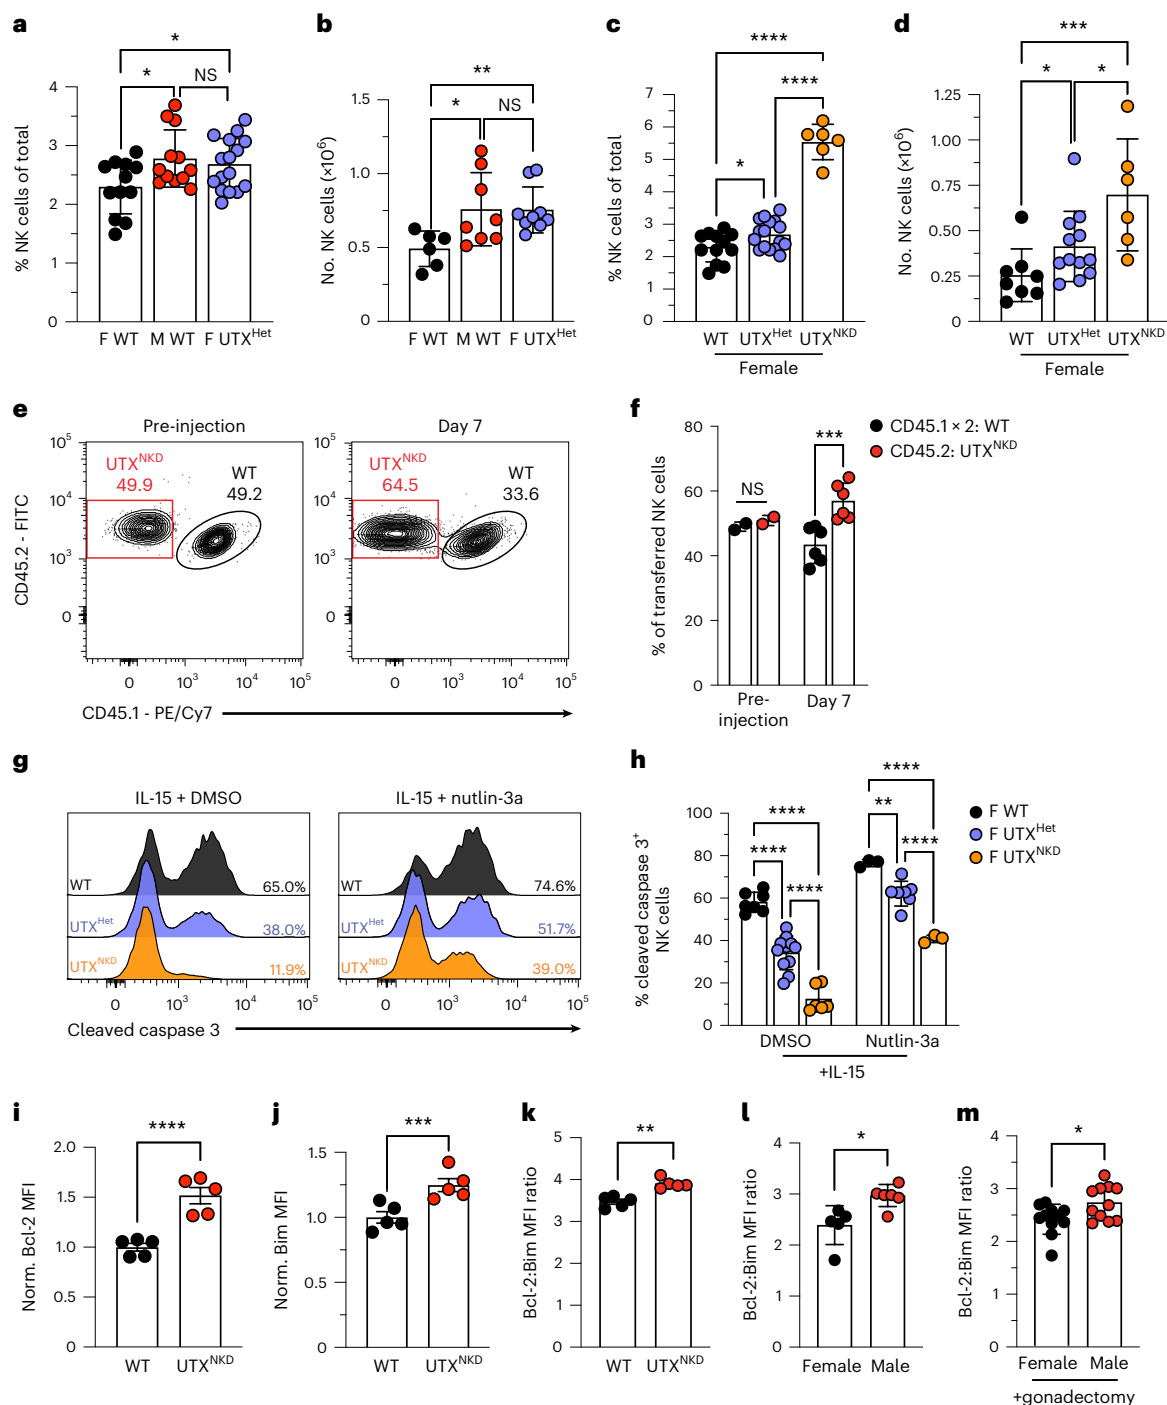 a
*
*
NS
% NK cells of total
4
3
2
1
0
F WT
M WT
F UTXHet
b
**
*
NS
No. NK cells (×10⁶)
1.5
1.0
0.5
0
F WT
M WT
F UTXHet
c
****
****
*
% NK cells of total
7
6
5
4
3
2
1
0
WT
UTXHet
UTXNKD
Female
d
***
*
*
No. NK cells (×10⁶)
1.25
1.00
0.75
0.50
0.25
0
WT
UTXHet
UTXNKD
Female
e
Pre-injection
Day 7
CD45.2 - FITC
10⁵
10⁴
10³
0
UTXNKD
49.9
WT
49.2
0
10³
10⁴
10⁵
10⁵
10⁴
10³
0
UTXNKD
64.5
WT
33.6
0
10³
10⁴
10⁵
CD45.1 - PE/Cy7
f
% of transferred NK cells
80
60
40
20
0
NS
***
Pre-
injection
Day 7
CD45.1 × 2: WT
CD45.2: UTXNKD
g
IL-15 + DMSO
IL-15 + nutlin-3a
WT
65.0%
UTXHet
38.0%
UTXNKD
11.9%
0
10³
10⁴
10⁵
WT
74.6%
UTXHet
51.7%
UTXNKD
39.0%
0
10³
10⁴
10⁵
Cleaved caspase 3
h
% cleaved caspase 3⁺
NK cells
100
80
60
40
20
0
****
****
****
****
**
****
DMSO
Nutlin-3a
+IL-15
F WT
F UTXHet
F UTXNKD
i
****
Norm. Bcl-2 MFI
2.0
1.5
1.0
0.5
0
WT
UTXNKD
j
***
Norm. Bim MFI
1.5
1.0
0.5
0
WT
UTXNKD
k
**
Bcl-2:Bim MFI ratio
5
4
3
2
1
0
WT
UTXNKD
l
*
Bcl-2:Bim MFI ratio
4
3
2
1
0
Female
Male
m
*
Bcl-2:Bim MFI ratio
4
3
2
1
0
Female
Male
+gonadectomy